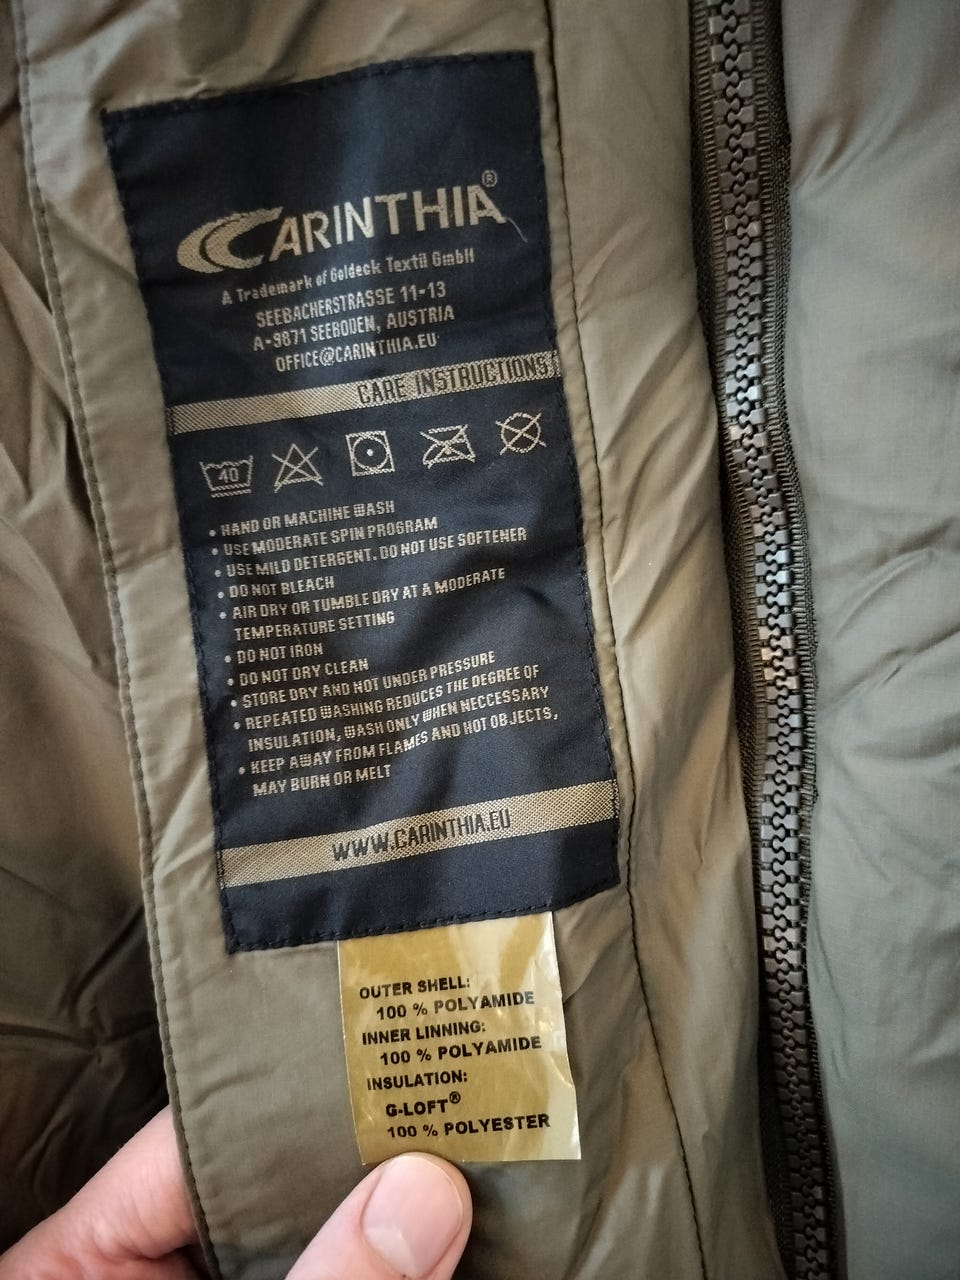 CARINTHIA®
A Trademark of Goldeck Textil GmbH
SEEBACHERSTRASSE 11-13
A-9871 SEEBODEN, AUSTRIA
OFFICE@CARINTHIA.EU
CARE INSTRUCTIONS
40
• HAND OR MACHINE WASH
• USE MODERATE SPIN PROGRAM
• USE MILD DETERGENT. DO NOT USE SOFTENER
• DO NOT BLEACH
• AIR DRY OR TUMBLE DRY AT A MODERATE
TEMPERATURE SETTING
• DO NOT IRON
• DO NOT DRY CLEAN
• STORE DRY AND NOT UNDER PRESSURE
• REPEATED WASHING REDUCES THE DEGREE OF
INSULATION, WASH ONLY WHEN NECCESSARY
• KEEP AWAY FROM FLAMES AND HOT OBJECTS,
MAY BURN OR MELT
WWW.CARINTHIA.EU
OUTER SHELL:
100 % POLYAMIDE
INNER LINNING:
100 % POLYAMIDE
INSULATION:
G-LOFT®
100 % POLYESTER